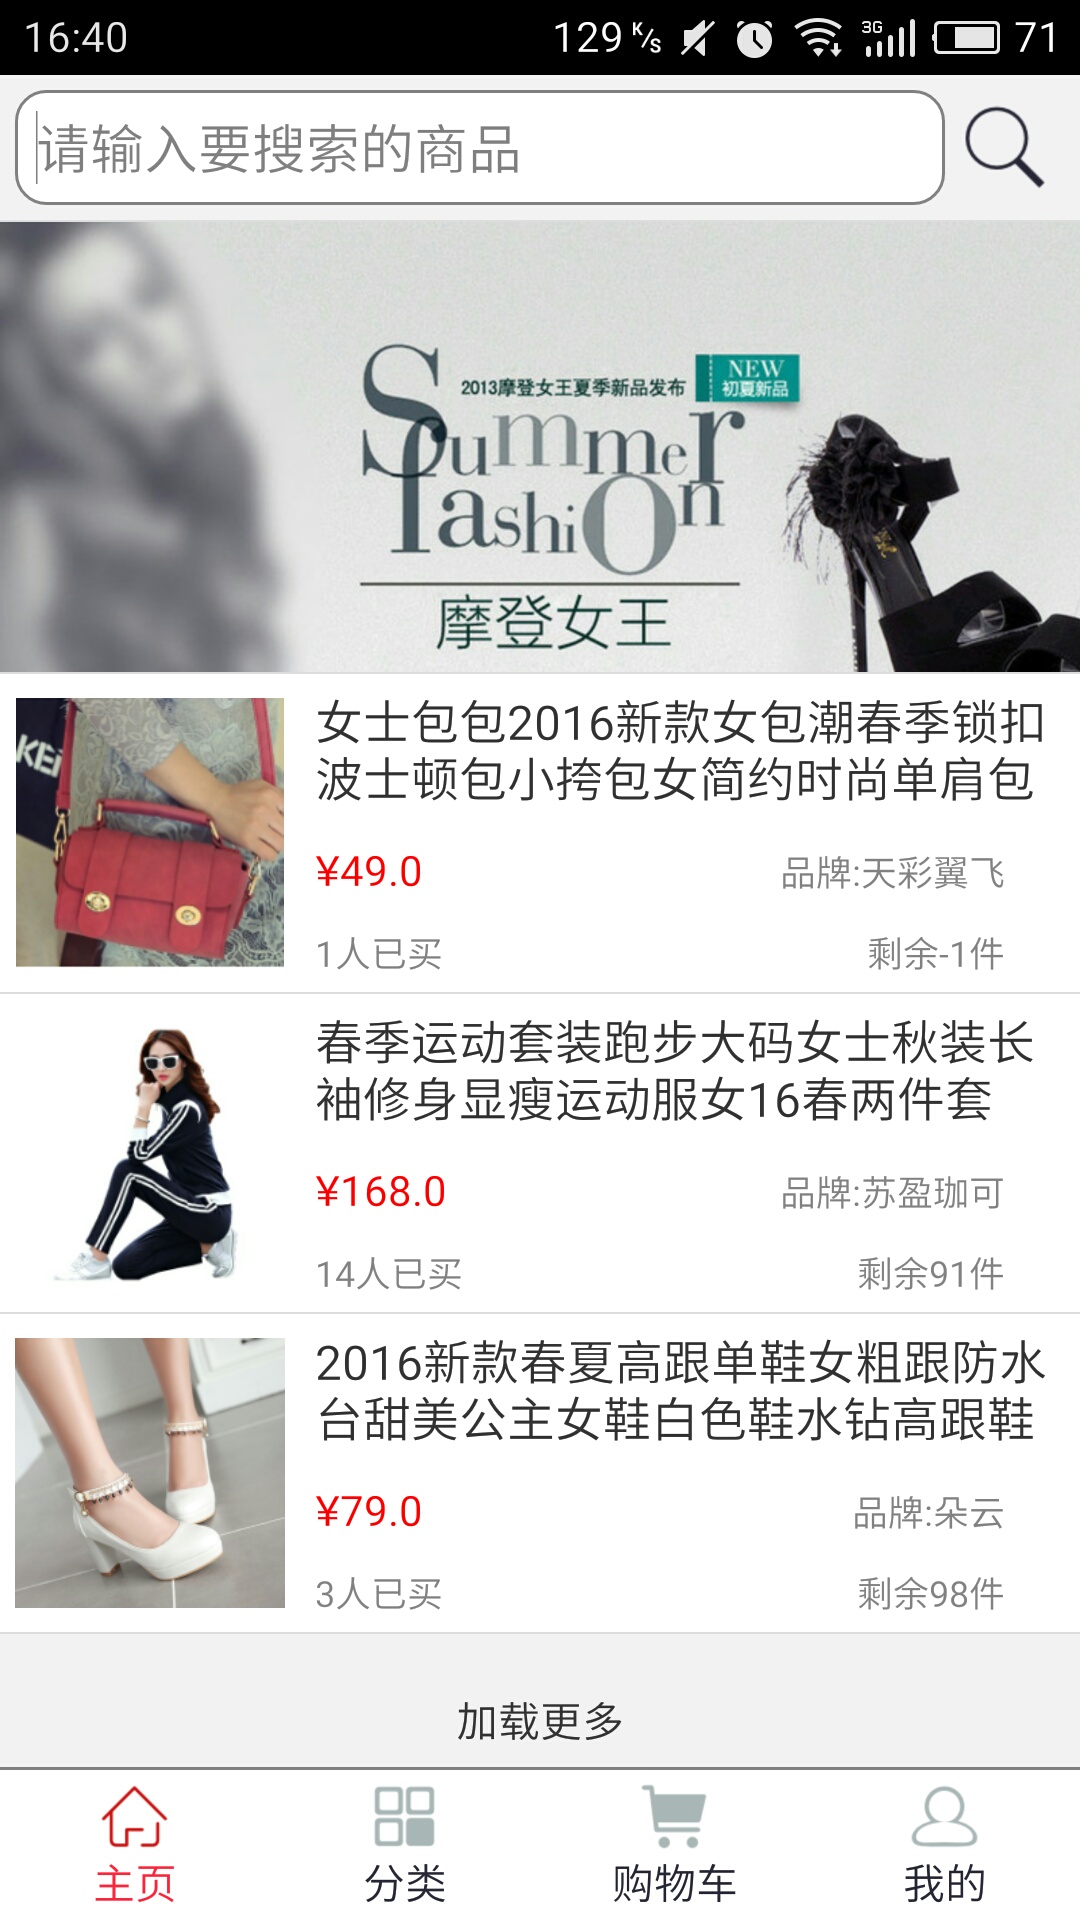 16:40 129 K/s 3G 71
请输入要搜索的商品
2013摩登女王夏季新品发布
NEW
初夏新品
Summer
fashiOn
摩登女王
KEI
女士包包2016新款女包潮春季锁扣
波士顿包小挎包女简约时尚单肩包
¥49.0 品牌:天彩翼飞
1人已买 剩余-1件
春季运动套装跑步大码女士秋装长
袖修身显瘦运动服女16春两件套
¥168.0 品牌:苏盈珈可
14人已买 剩余91件
2016新款春夏高跟单鞋女粗跟防水
台甜美公主女鞋白色鞋水钻高跟鞋
¥79.0 品牌:朵云
3人已买 剩余98件
加载更多
主页 分类 购物车 我的